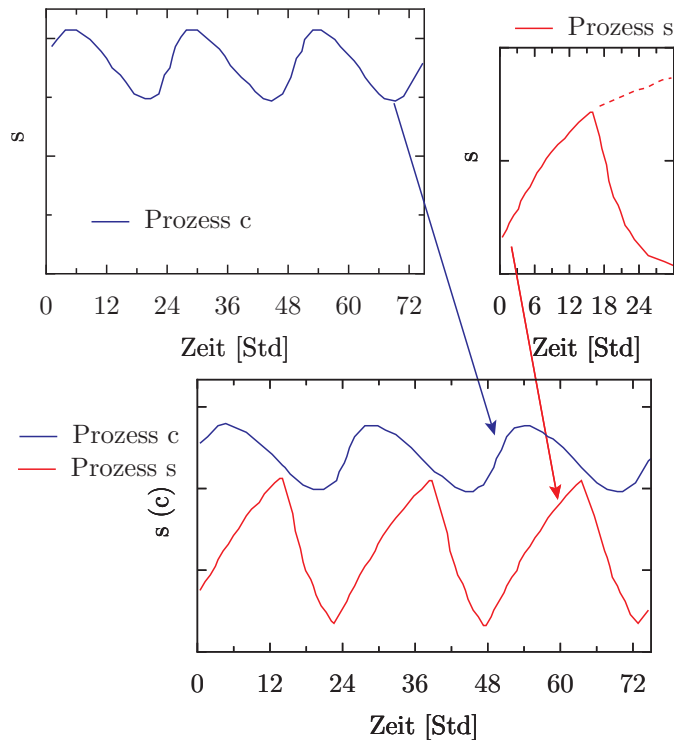 Prozess s
s
Prozess c
0 12 24 36 48 60 72
Zeit [Std]
s
0 6 12 18 24
Zeit [Std]
Prozess c
Prozess s
s (c)
0 12 24 36 48 60 72
Zeit [Std]